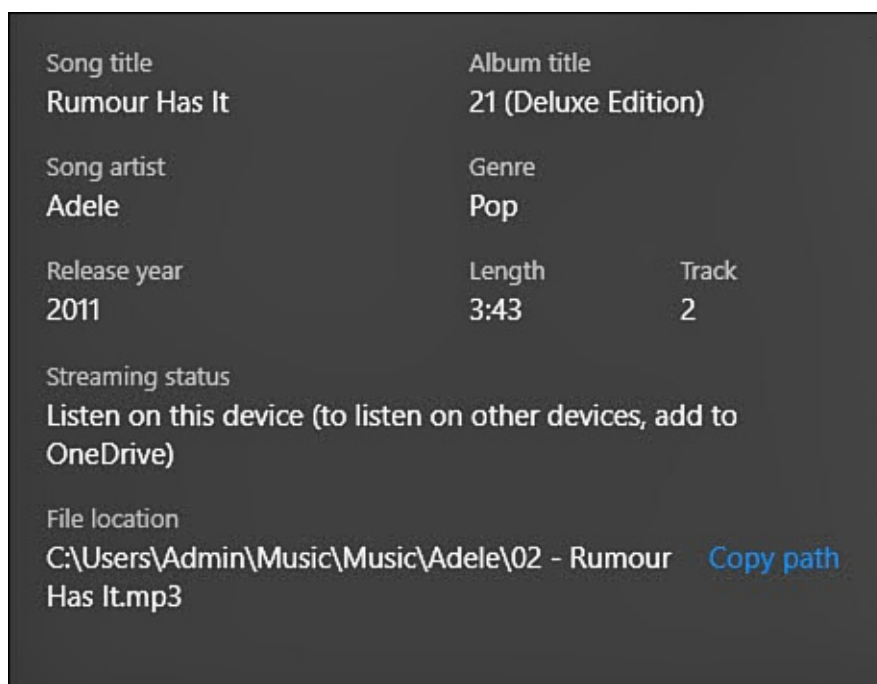 Song title
Rumour Has It
Album title
21 (Deluxe Edition)
Song artist
Adele
Genre
Pop
Release year
2011
Length
3:43
Track
2
Streaming status
Listen on this device (to listen on other devices, add to
OneDrive)
File location
C:\Users\Admin\Music\Music\Adele\02 - Rumour
Has It.mp3
Copy path